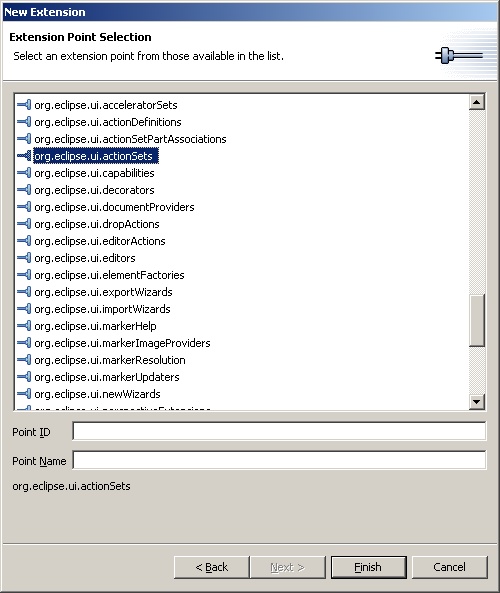 New Extension
Extension Point Selection
Select an extension point from those available in the list.
org.eclipse.ui.acceleratorSets
org.eclipse.ui.actionDefinitions
org.eclipse.ui.actionSetPartAssociations
org.eclipse.ui.actionSets
org.eclipse.ui.capabilities
org.eclipse.ui.decorators
org.eclipse.ui.documentProviders
org.eclipse.ui.dropActions
org.eclipse.ui.editorActions
org.eclipse.ui.editors
org.eclipse.ui.elementFactories
org.eclipse.ui.exportWizards
org.eclipse.ui.importWizards
org.eclipse.ui.markerHelp
org.eclipse.ui.markerImageProviders
org.eclipse.ui.markerResolution
org.eclipse.ui.markerUpdaters
org.eclipse.ui.newWizards
org.eclipse.ui.perspectiveExtensions
Point ID
Point Name
org.eclipse.ui.actionSets
< Back Next > Finish Cancel